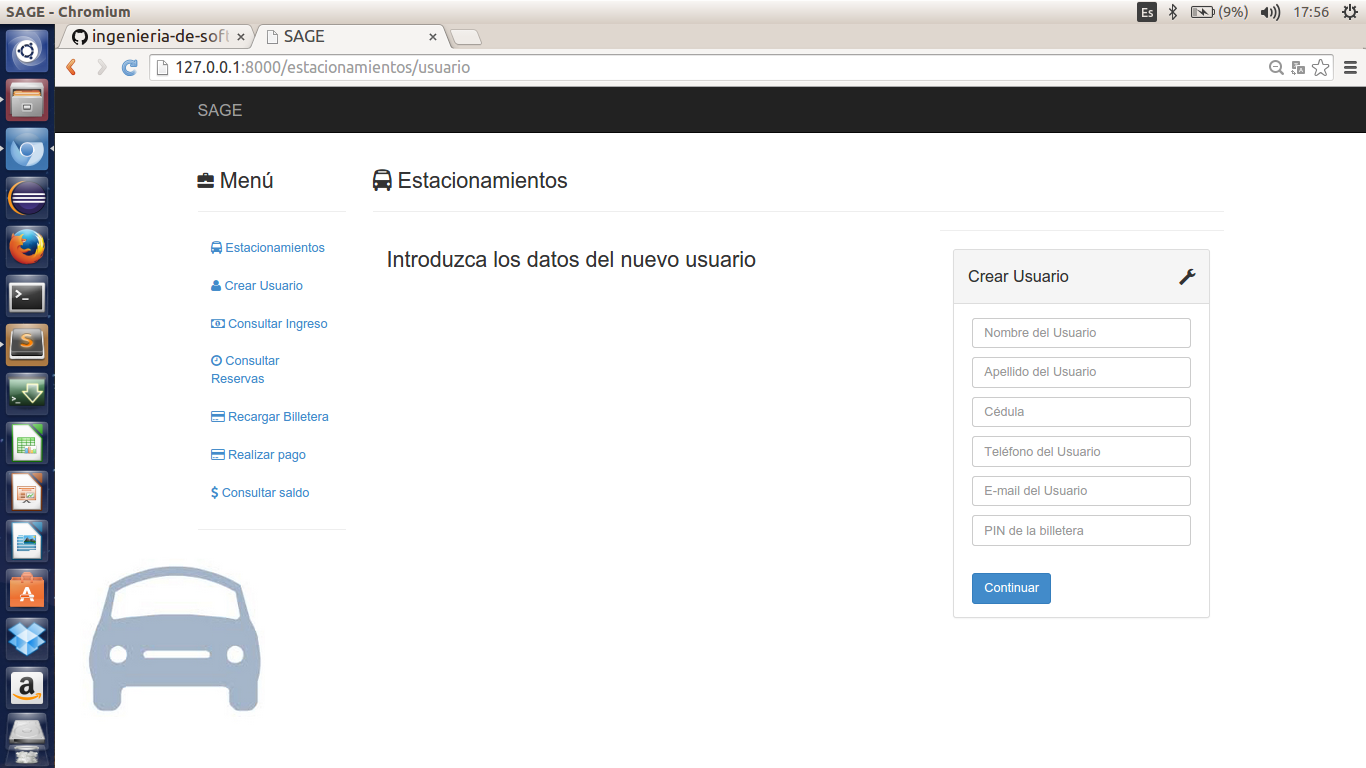 SAGE - Chromium
Es
(9%)
17:56
ingenieria-de-soft
SAGE
127.0.0.1:8000/estacionamientos/usuario
SAGE
Menú
Estacionamientos
Crear Usuario
Consultar Ingreso
Consultar
Reservas
Recargar Billetera
Realizar pago
Consultar saldo
Estacionamientos
Introduzca los datos del nuevo usuario
Crear Usuario
Nombre del Usuario
Apellido del Usuario
Cédula
Teléfono del Usuario
E-mail del Usuario
PIN de la billetera
Continuar